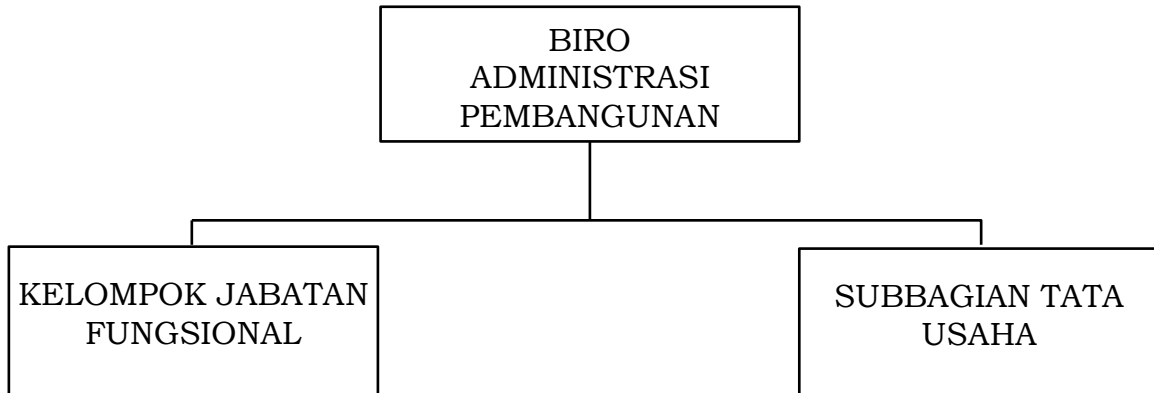 BIRO
ADMINISTRASI
PEMBANGUNAN
KELOMPOK JABATAN
FUNGSIONAL
SUBBAGIAN TATA
USAHA